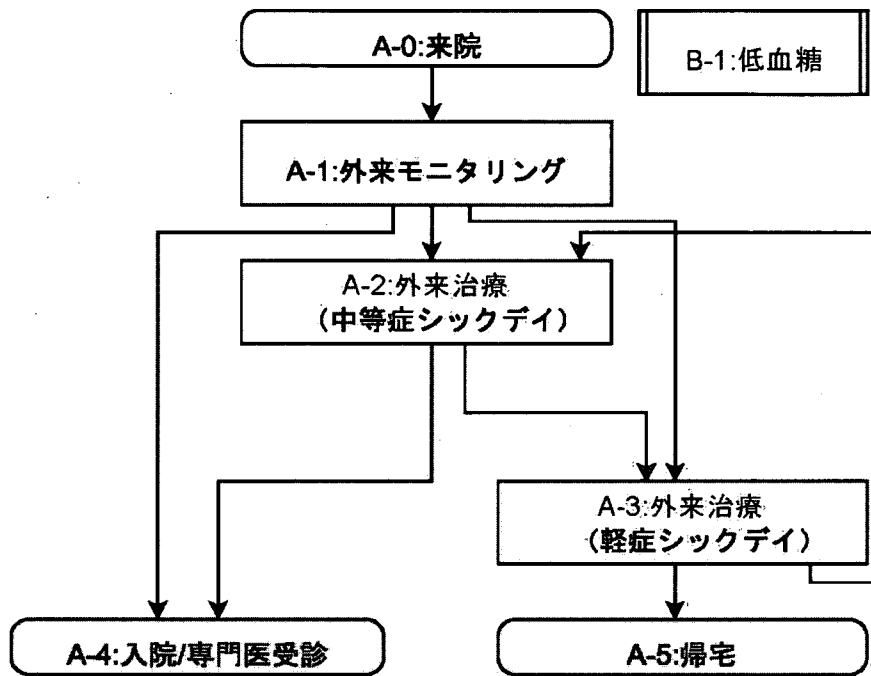 A-0:来院
B-1:低血糖
A-1:外来モニタリング
A-2:外来治療
（中等症シックデイ）
A-3:外来治療
（軽症シックデイ）
A-4:入院/専門医受診
A-5:帰宅